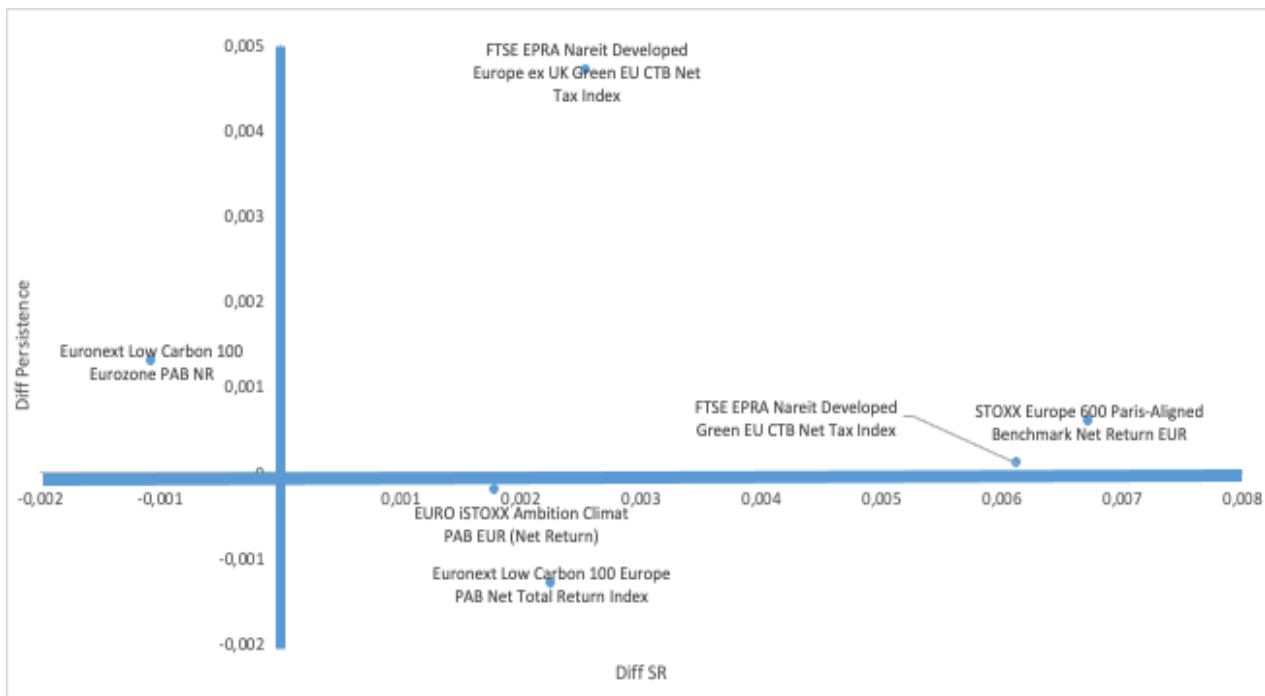 0,005
FTSE EPRA Nareit Developed
Europe ex UK Green EU CTB Net
Tax Index
0,004
0,003
0,002
Diff Persistence
Euronext Low Carbon 100
Eurozone PAB NR
0,001
FTSE EPRA Nareit Developed
Green EU CTB Net Tax Index
STOXX Europe 600 Paris-Aligned
Benchmark Net Return EUR
-0,002 -0,001 0,001 0,002 0,003 0,004 0,005 0,006 0,007 0,008
EURO iSTOXX Ambition Climat
PAB EUR (Net Return)
-0,001
Euronext Low Carbon 100 Europe
PAB Net Total Return Index
-0,002
Diff SR